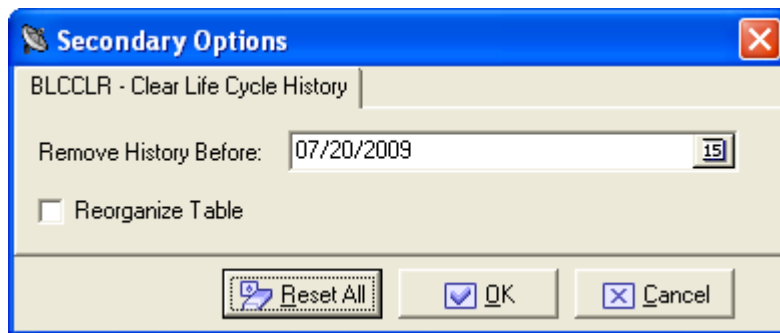 Secondary Options
BLCCLR - Clear Life Cycle History
Remove History Before: 07/20/2009 15
Reorganize Table
Reset All OK Cancel